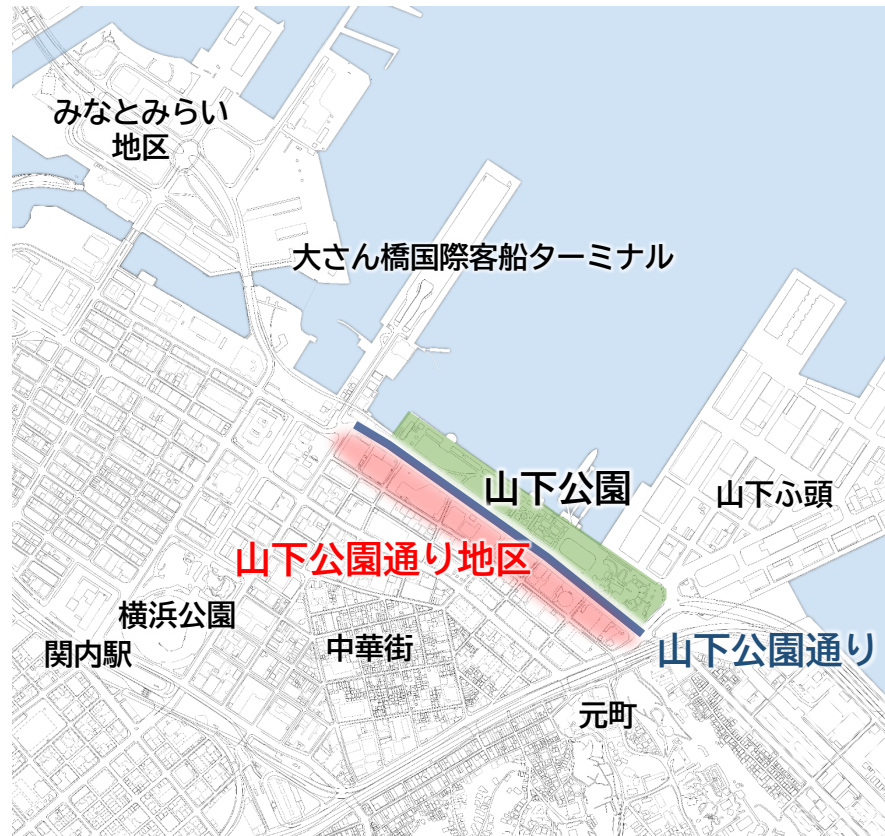 みなとみらい
地区
大さん橋国際客船ターミナル
山下公園
山下ふ頭
山下公園通り地区
横浜公園
関内駅
中華街
山下公園通り
元町